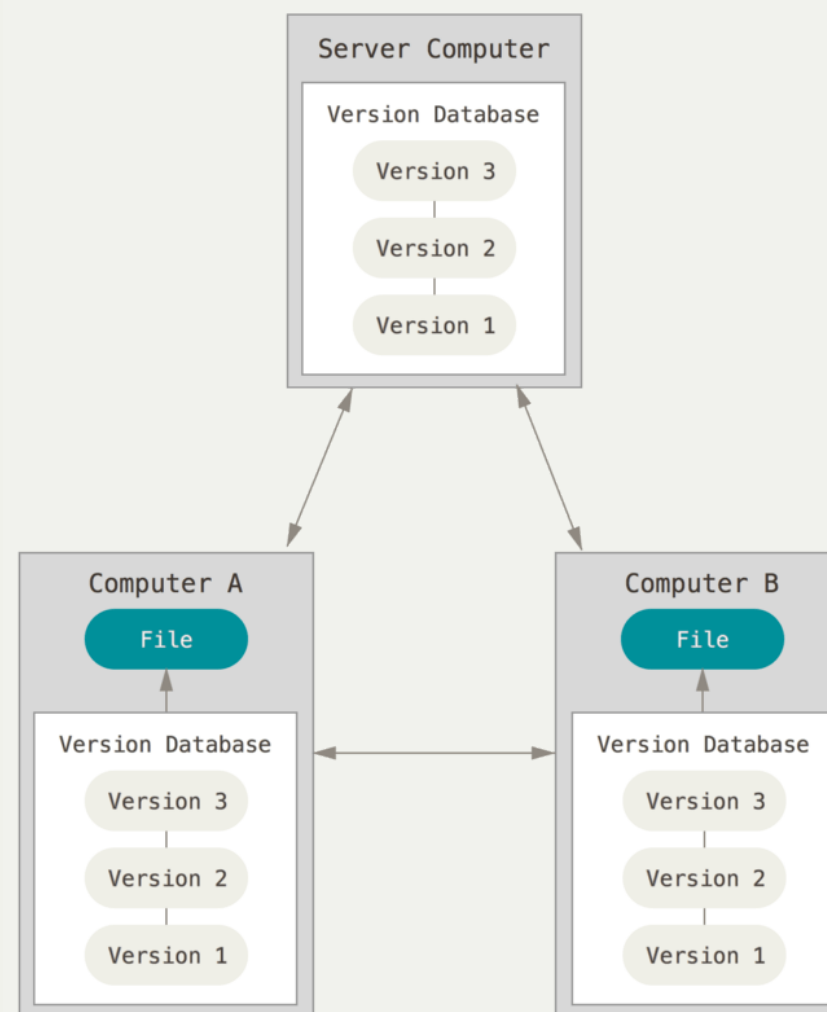 Server Computer
Version Database
Version 3
Version 2
Version 1
Computer A
File
Version Database
Version 3
Version 2
Version 1
Computer B
File
Version Database
Version 3
Version 2
Version 1